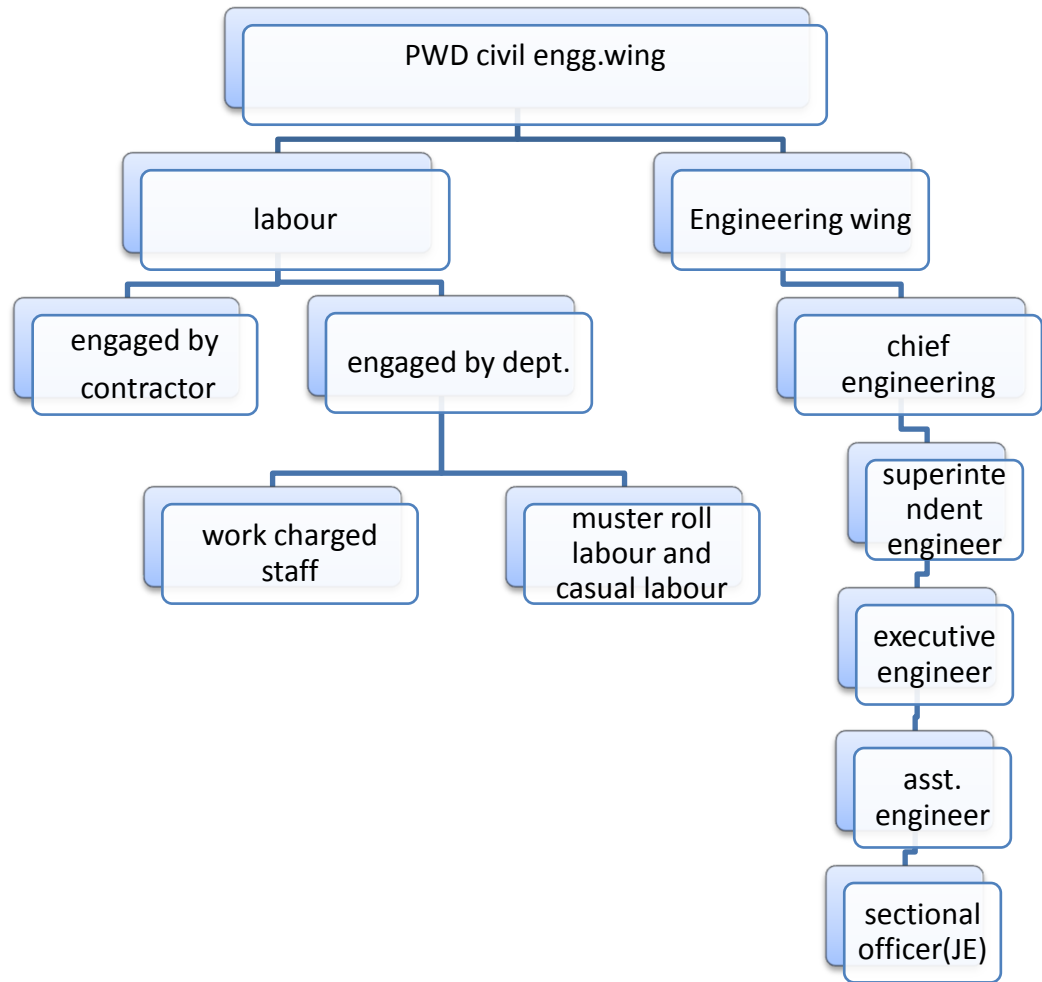 PWD civil engg.wing
labour
Engineering wing
engaged by
contractor
engaged by dept.
chief
engineering
work charged
staff
muster roll
labour and
casual labour
superinte
ndent
engineer
executive
engineer
asst.
engineer
sectional
officer(JE)